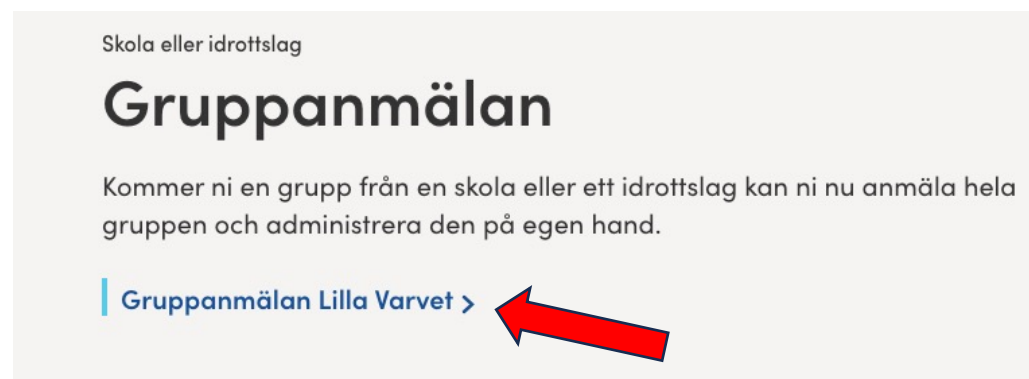 Skola eller idrottslag
Gruppanmälan
Kommer ni en grupp från en skola eller ett idrottslag kan ni nu anmäla hela
gruppen och administrera den på egen hand.
Gruppanmälan Lilla Varvet >